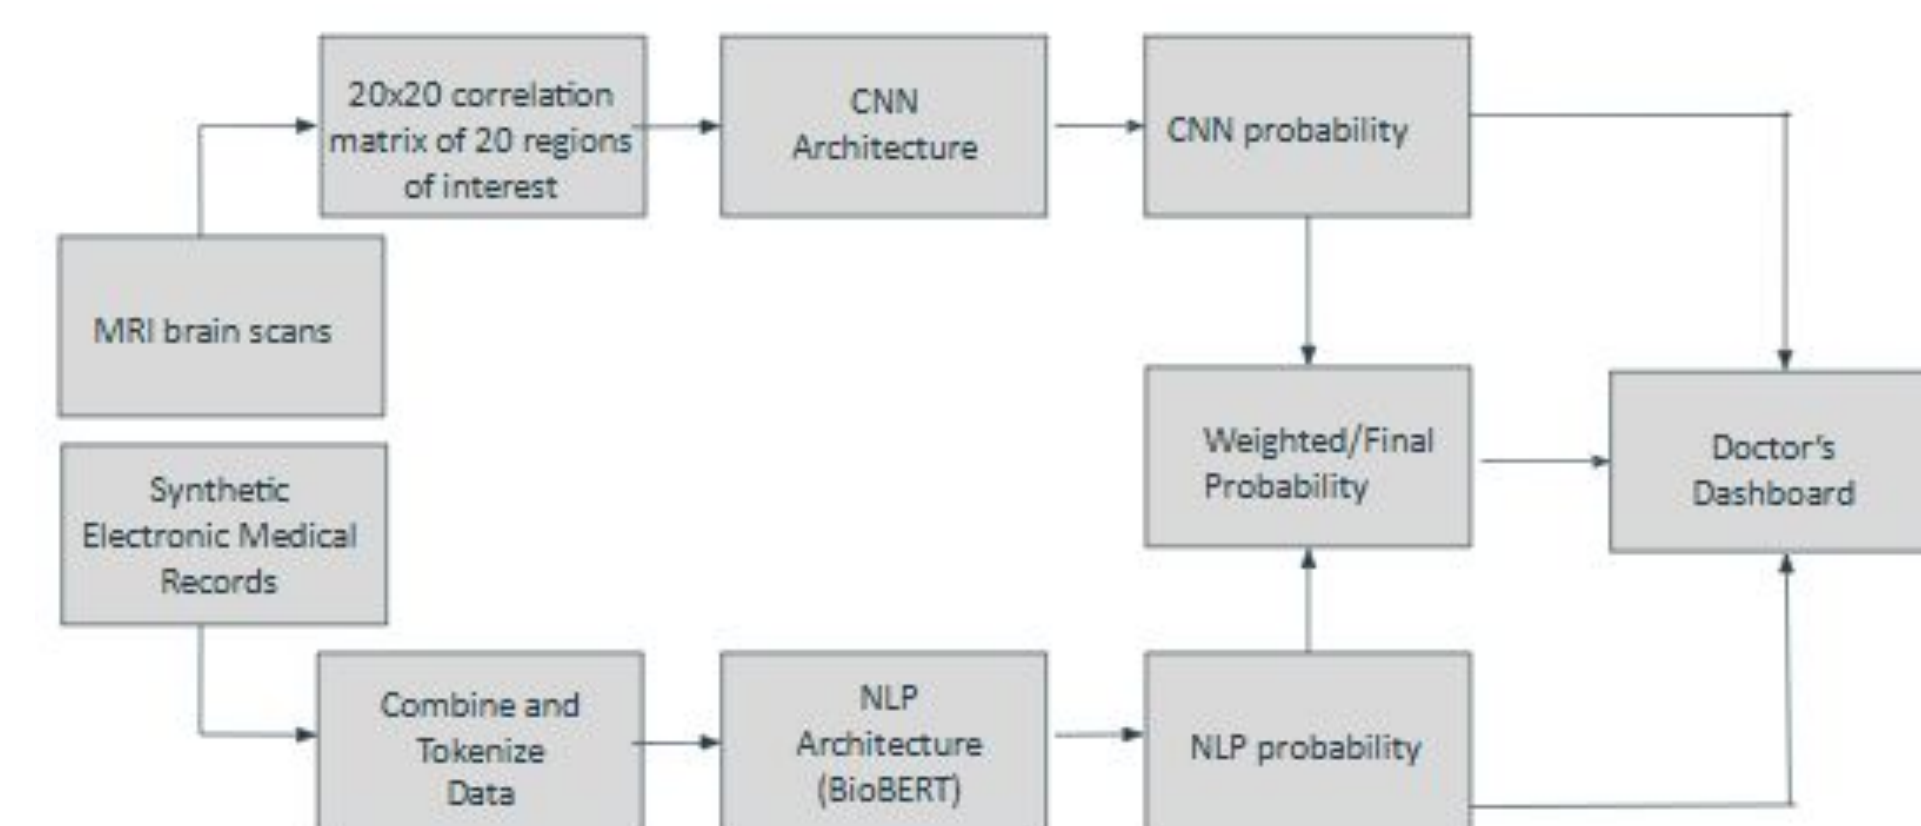 20x20 correlation
matrix of 20 regions
of interest
CNN
Architecture
CNN probability
MRI brain scans
Synthetic
Electronic Medical
Records
Weighted/Final
Probability
Doctor's
Dashboard
Combine and
Tokenize
Data
NLP
Architecture
(BioBERT)
NLP probability